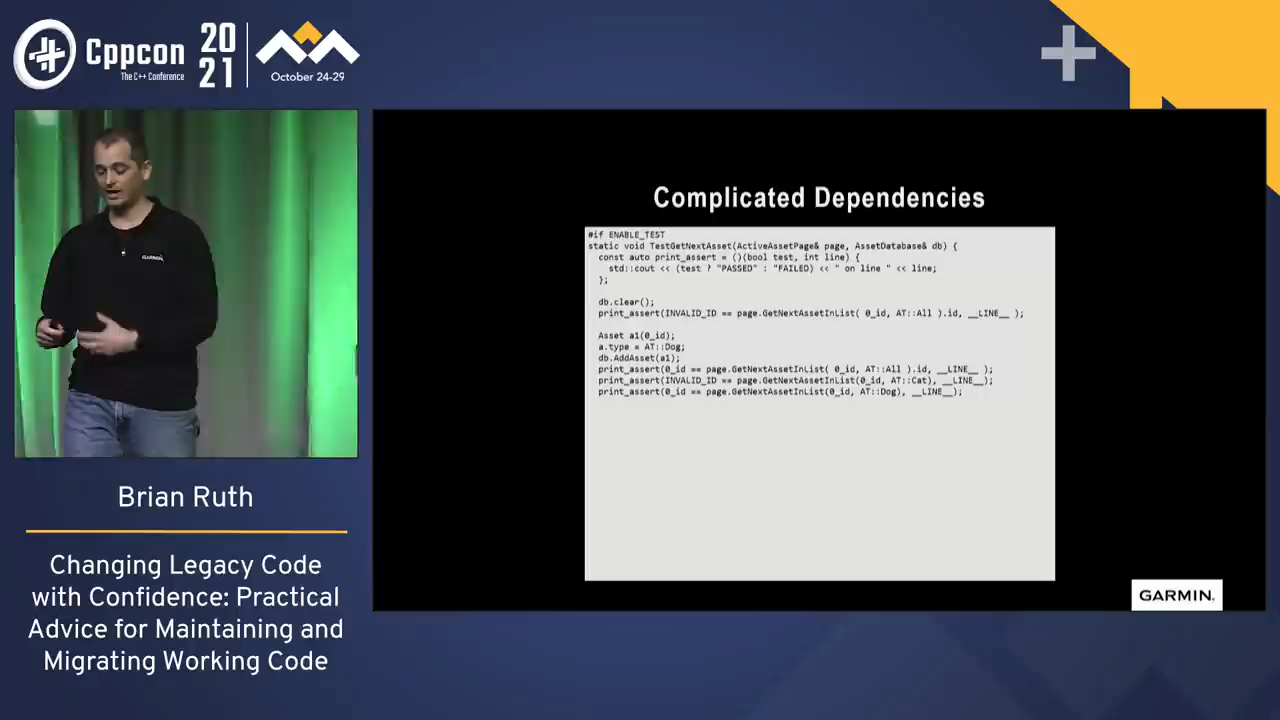 Cppcon
The C++ Conference
20
21
October 24-29
GARMIN
Brian Ruth
Changing Legacy Code
with Confidence: Practical
Advice for Maintaining and
Migrating Working Code
Complicated Dependencies
#if ENABLE_TEST
static void TestGetNextAsset(ActiveAssetPage& page, AssetDatabase& db) {
const auto print_assert = ()(bool test, int line) {
std::cout << (test ? "PASSED" : "FAILED) << " on line " << line;
};
db.clear();
print_assert(INVALID_ID == page.GetNextAssetInList( 0_id, AT::All ).id, __LINE__ );
Asset a1(0_id);
a.type = AT::Dog;
db.AddAsset(a1);
print_assert(0_id == page.GetNextAssetInList( 0_id, AT::All ).id, __LINE__ );
print_assert(INVALID_ID == page.GetNextAssetInList(0_id, AT::Cat), __LINE__);
print_assert(0_id == page.GetNextAssetInList(0_id, AT::Dog), __LINE__);
GARMIN.